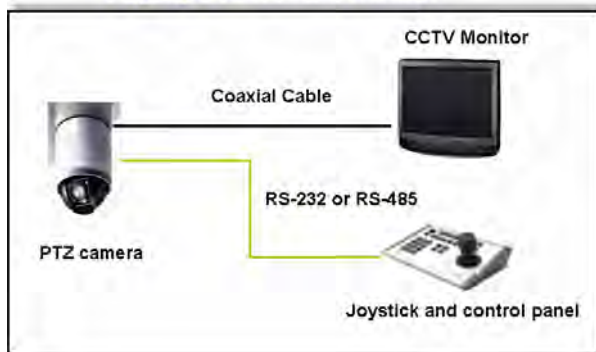 CCTV Monitor
Coaxial Cable
RS-232 or RS-485
PTZ camera
Joystick and control panel